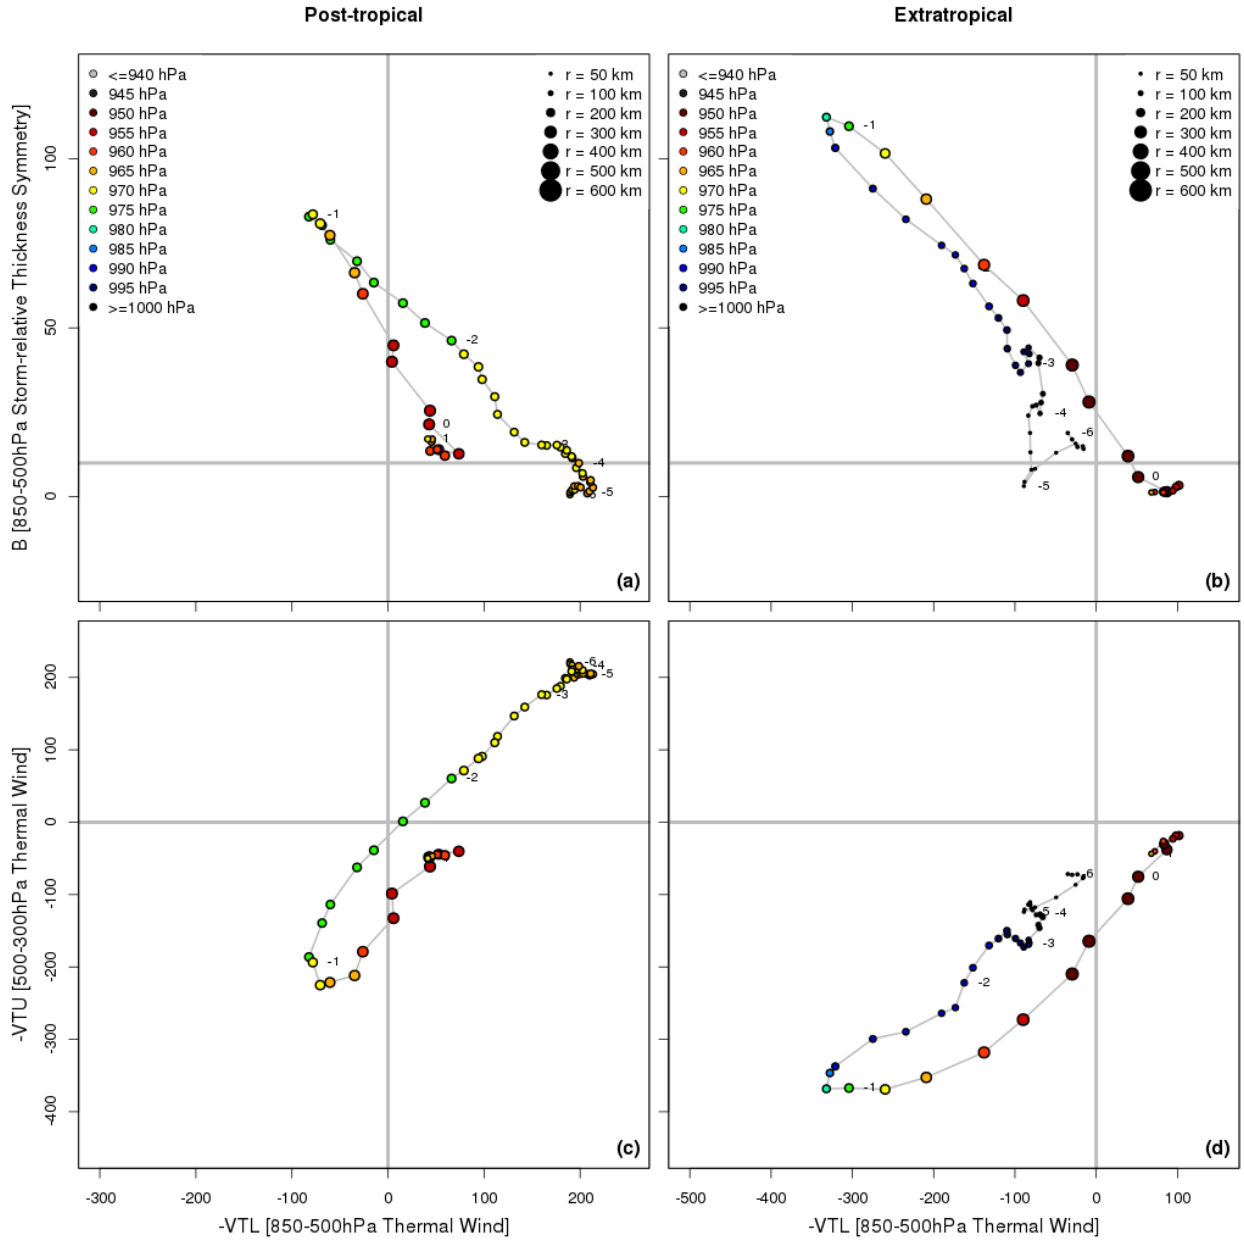 Post-tropical
Extratropical
B [850-500hPa Storm-relative Thickness Symmetry]
100
50
0
<=940 hPa
945 hPa
950 hPa
955 hPa
960 hPa
965 hPa
970 hPa
975 hPa
980 hPa
985 hPa
990 hPa
995 hPa
>=1000 hPa
r = 50 km
r = 100 km
r = 200 km
r = 300 km
r = 400 km
r = 500 km
r = 600 km
-1
-2
-4
-5
0
1
(a)
<=940 hPa
945 hPa
950 hPa
955 hPa
960 hPa
965 hPa
970 hPa
975 hPa
980 hPa
985 hPa
990 hPa
995 hPa
>=1000 hPa
r = 50 km
r = 100 km
r = 200 km
r = 300 km
r = 400 km
r = 500 km
r = 600 km
-1
-3
-4
-6
-5
0
(b)
-VTU [500-300hPa Thermal Wind]
200
100
0
-100
-200
-300
-400
-6
-4
-5
-3
-2
-1
(c)
-6
-5
-4
-3
-2
-1
0
(d)
-300
-200
-100
0
100
200
-VTL [850-500hPa Thermal Wind]
-500
-400
-300
-200
-100
0
100
-VTL [850-500hPa Thermal Wind]